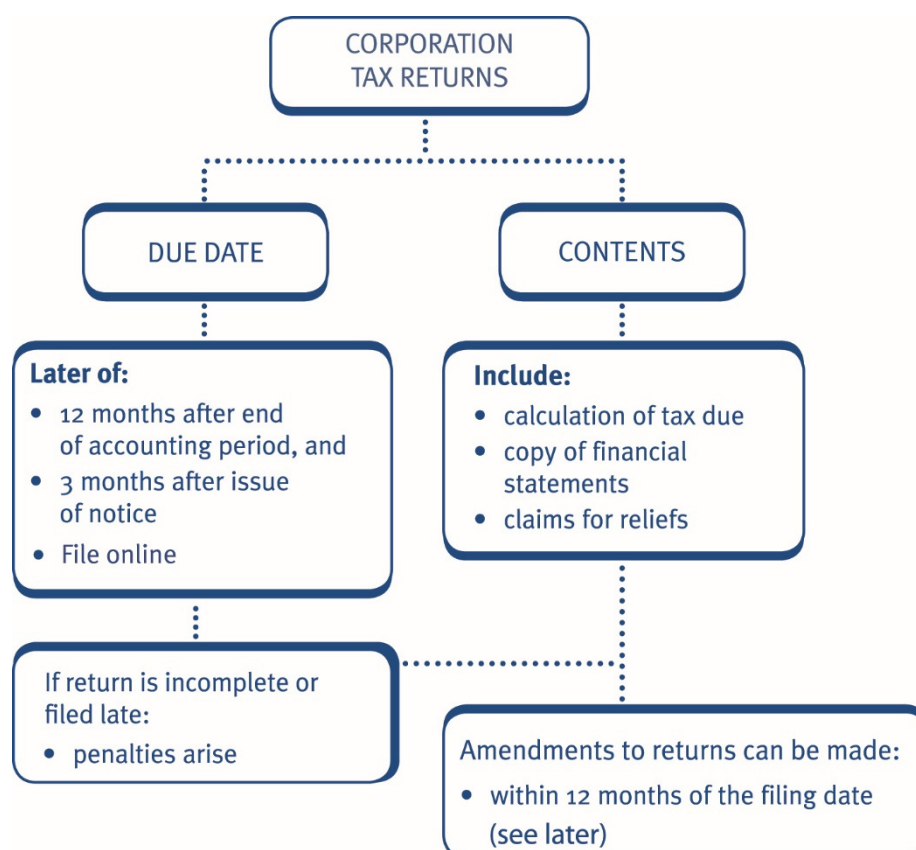 CORPORATION
TAX RETURNS
DUE DATE
CONTENTS
Later of:
• 12 months after end
of accounting period, and
• 3 months after issue
of notice
• File online
Include:
• calculation of tax due
• copy of financial
statements
• claims for reliefs
If return is incomplete or
filed late:
• penalties arise
Amendments to returns can be made:
• within 12 months of the filing date
(see later)